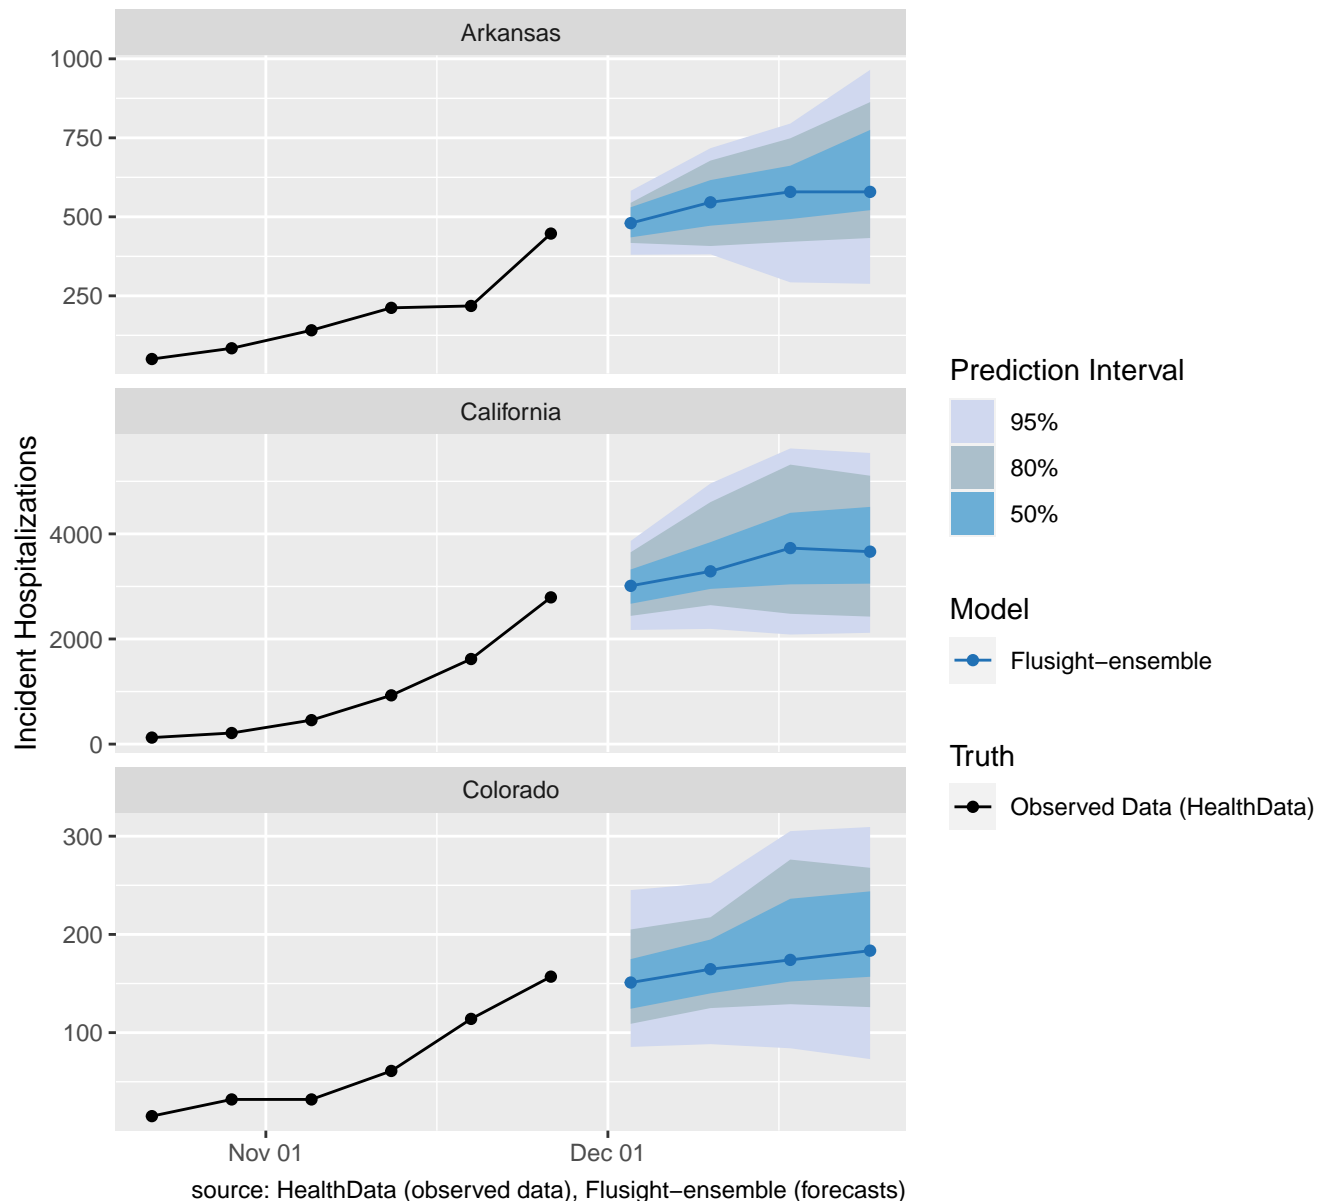 Arkansas
1000
750
500
250
California
4000
2000
0
Colorado
300
200
100
Nov 01
Dec 01
Incident Hospitalizations
source: HealthData (observed data), Flusight−ensemble (forecasts)
Prediction Interval
95%
80%
50%
Model
Flusight−ensemble
Truth
Observed Data (HealthData)